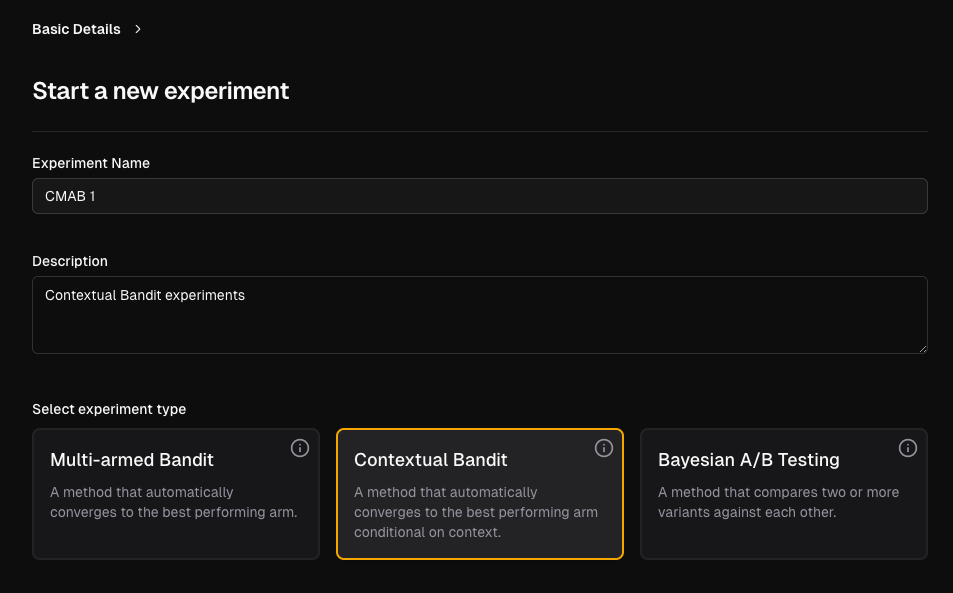 Basic Details
Start a new experiment
Experiment Name
CMAB 1
Description
Contextual Bandit experiments
Select experiment type
Multi-armed Bandit
A method that automatically
converges to the best performing arm.
Contextual Bandit
A method that automatically
converges to the best performing arm
conditional on context.
Bayesian A/B Testing
A method that compares two or more
variants against each other.